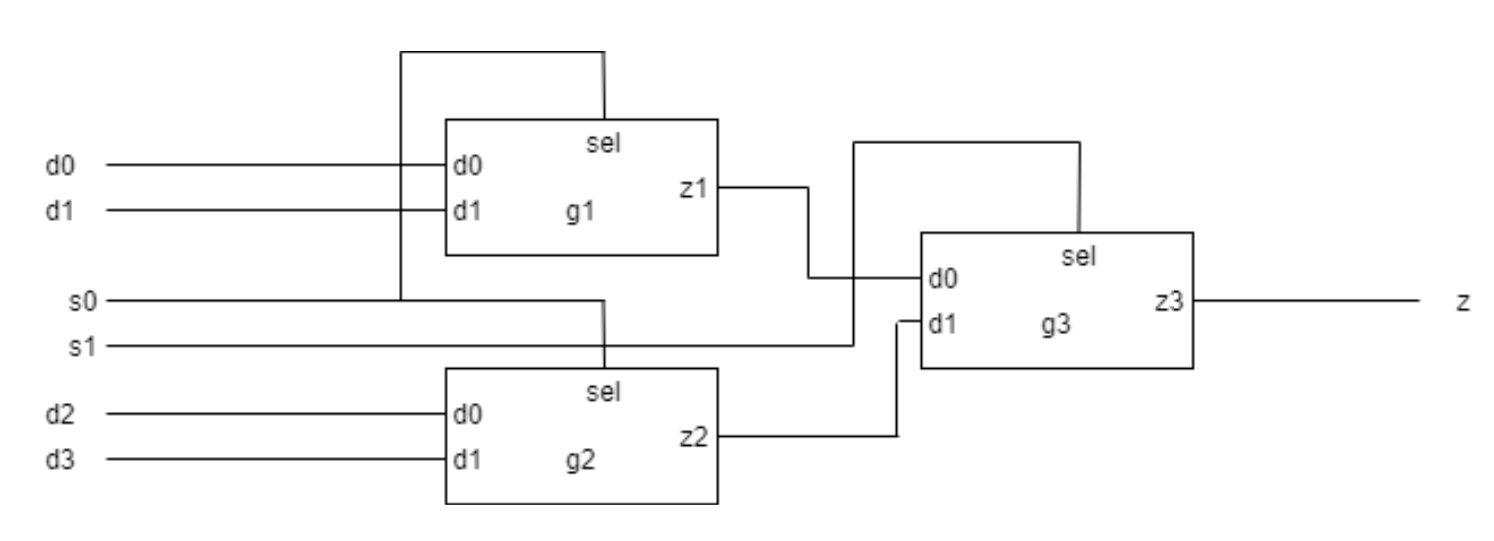 sel
d0 d0
z1
d1 d1 g1
sel
d0
s0 z3 z
d1 g3
s1
sel
d2 d0
z2
d3 d1 g2